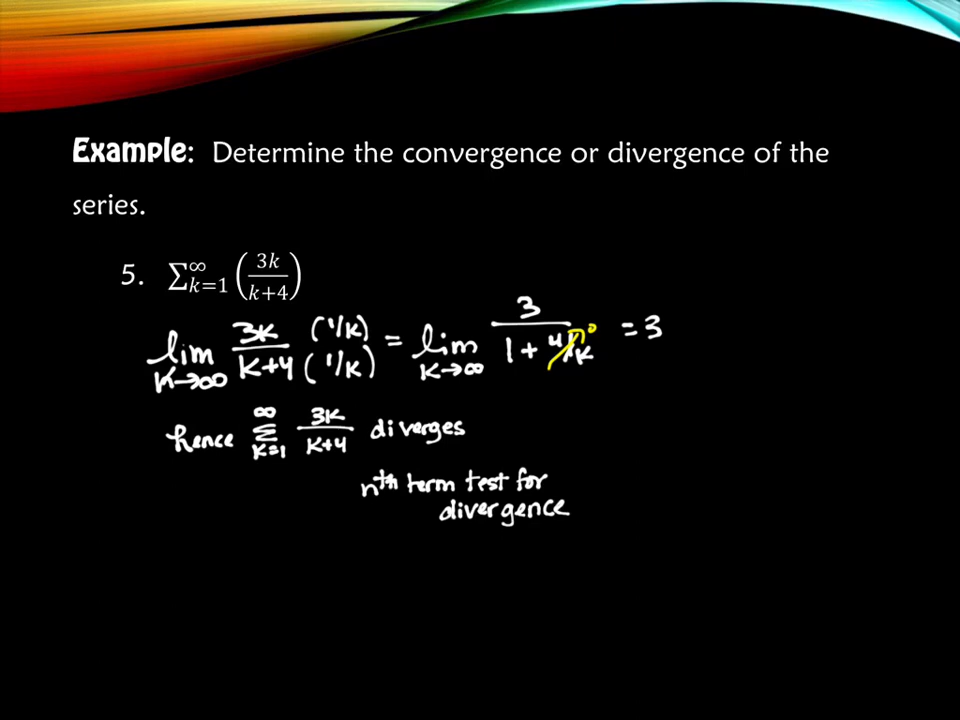 Example: Determine the convergence or divergence of the
series.
5. ∑_{k=1}^{∞} (3k/(k+4))
lim_{K→∞} 3K/(K+4) (1/K)/(1/K) = lim_{K→∞} 3/(1 + 4/K) →0 = 3
hence ∑_{K=1}^{∞} 3K/(K+4) diverges
nth term test for
divergence